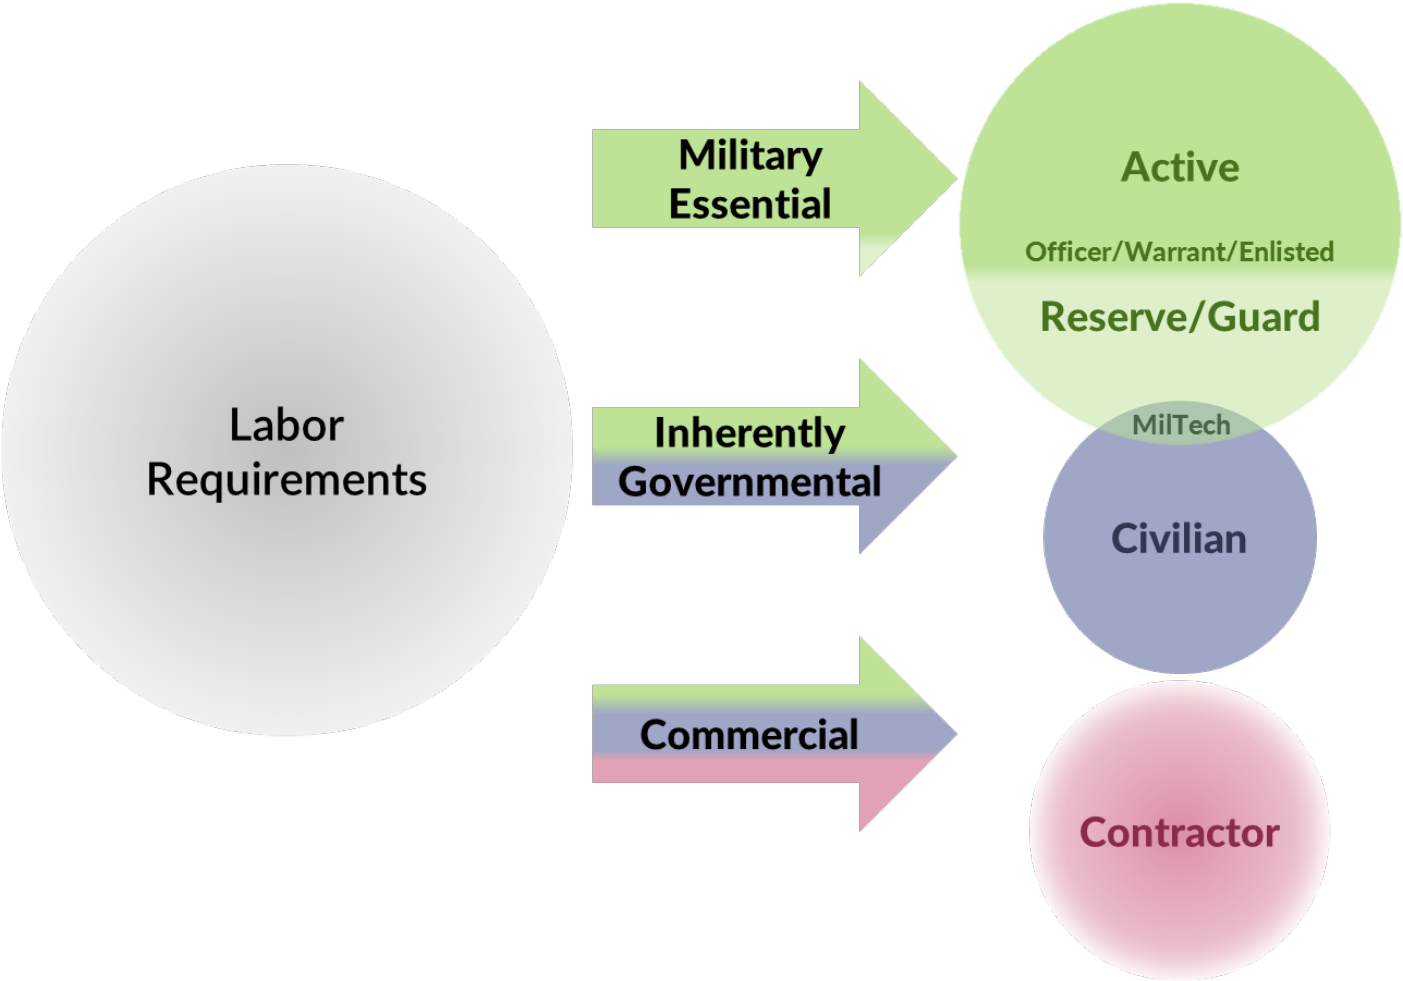 Labor
Requirements
Military
Essential
Inherently
Governmental
Commercial
Active
Officer/Warrant/Enlisted
Reserve/Guard
MilTech
Civilian
Contractor